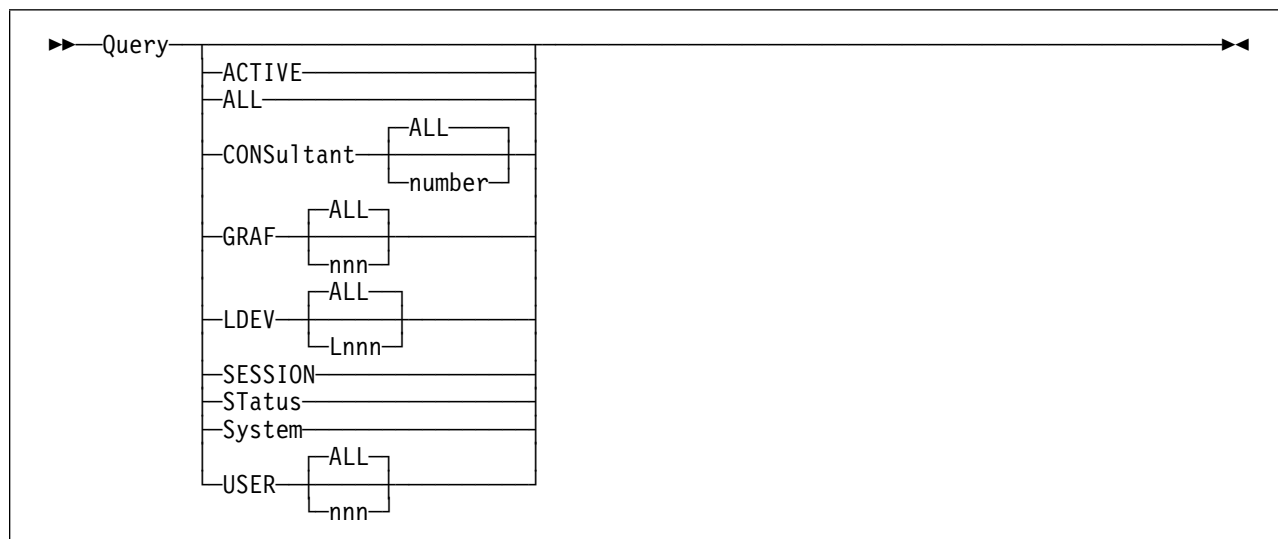 Query
ACTIVE
ALL
ALL
CONSultant
number
ALL
GRAF
nnn
ALL
LDEV
Lnnn
SESSION
STatus
System
ALL
USER
nnn